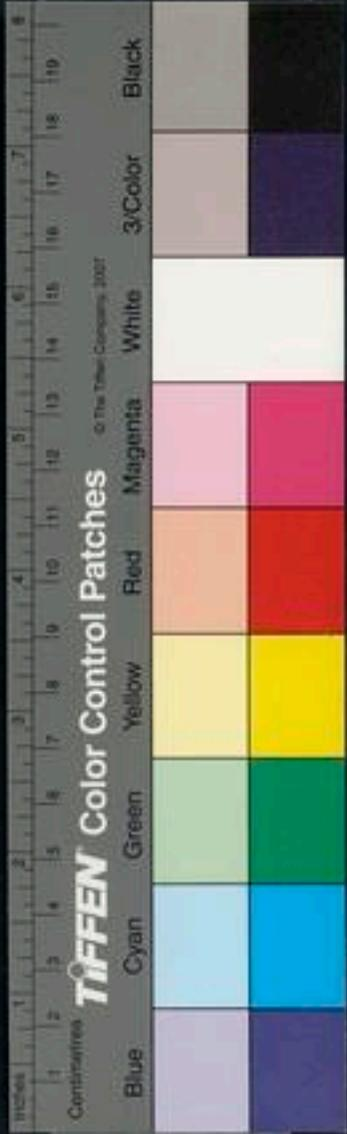 Inches 1 2 3 4 5 6 7 8
Centimetres 1 2 3 4 5 6 7 8 9 10 11 12 13 14 15 16 17 18 19
TIFFEN Color Control Patches © The Tiffen Company, 2007
Blue Cyan Green Yellow Red Magenta White 3/Color Black